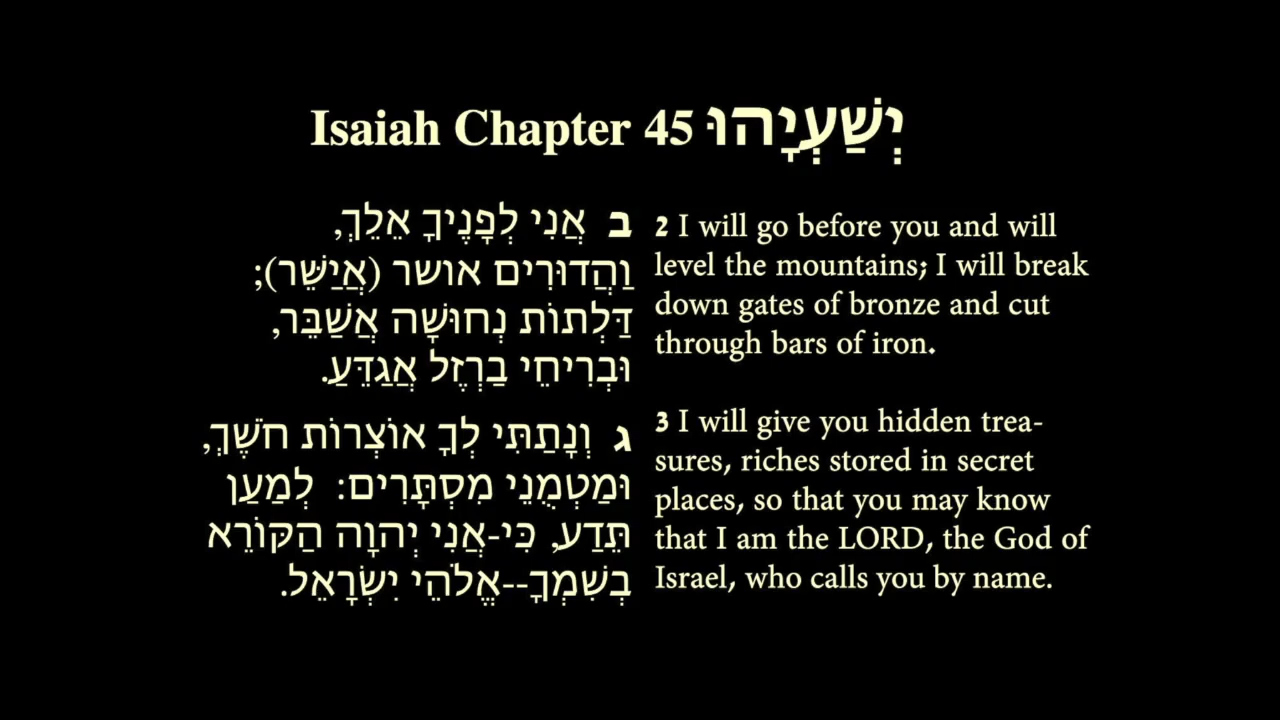 Isaiah Chapter 45 יְשַׁעְיָהוּ
ב אֲנִי לְפָנֶיךָ אֵלֵךְ,
וַהֲדוּרִים אושר (אֲיַשֵּׁר);
דַּלְתוֹת נְחוּשָׁה אֲשַׁבֵּר,
וּבְרִיחֵי בַרְזֶל אֲגַדֵּעַ.
ג וְנָתַתִּי לְךָ אוֹצְרוֹת חֹשֶׁךְ,
וּמַטְמֻנֵי מִסְתָּרִים: לְמַעַן
תֵּדַע, כִּי-אֲנִי יְהוָה הַקּוֹרֵא
בְשִׁמְךָ--אֱלֹהֵי יִשְׂרָאֵל.
2 I will go before you and will
level the mountains; I will break
down gates of bronze and cut
through bars of iron.
3 I will give you hidden trea-
sures, riches stored in secret
places, so that you may know
that I am the LORD, the God of
Israel, who calls you by name.